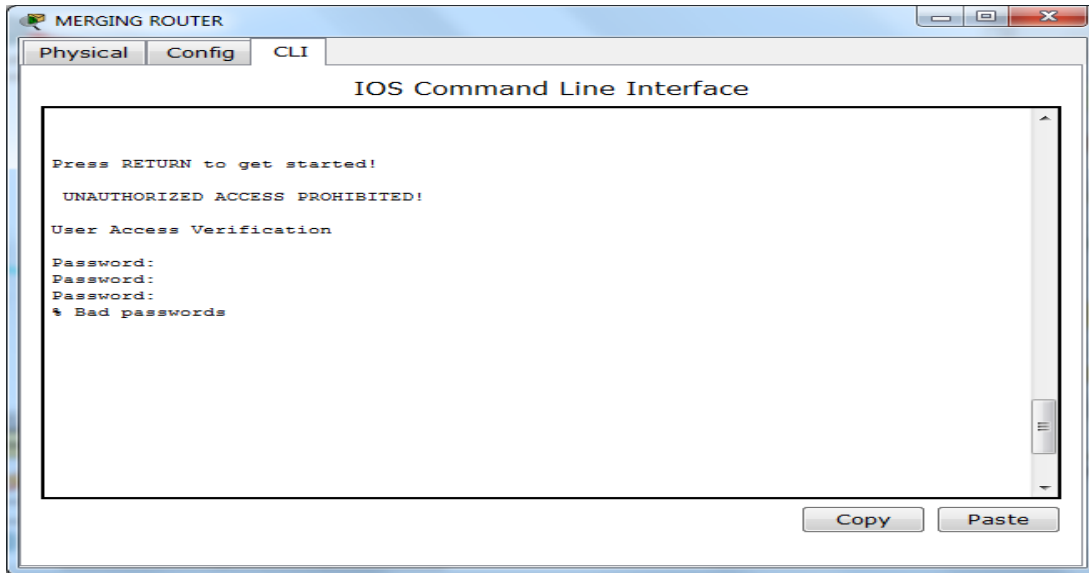 MERGING ROUTER
Physical Config CLI
IOS Command Line Interface
Press RETURN to get started!
UNAUTHORIZED ACCESS PROHIBITED!
User Access Verification
Password:
Password:
Password:
% Bad passwords
Copy Paste